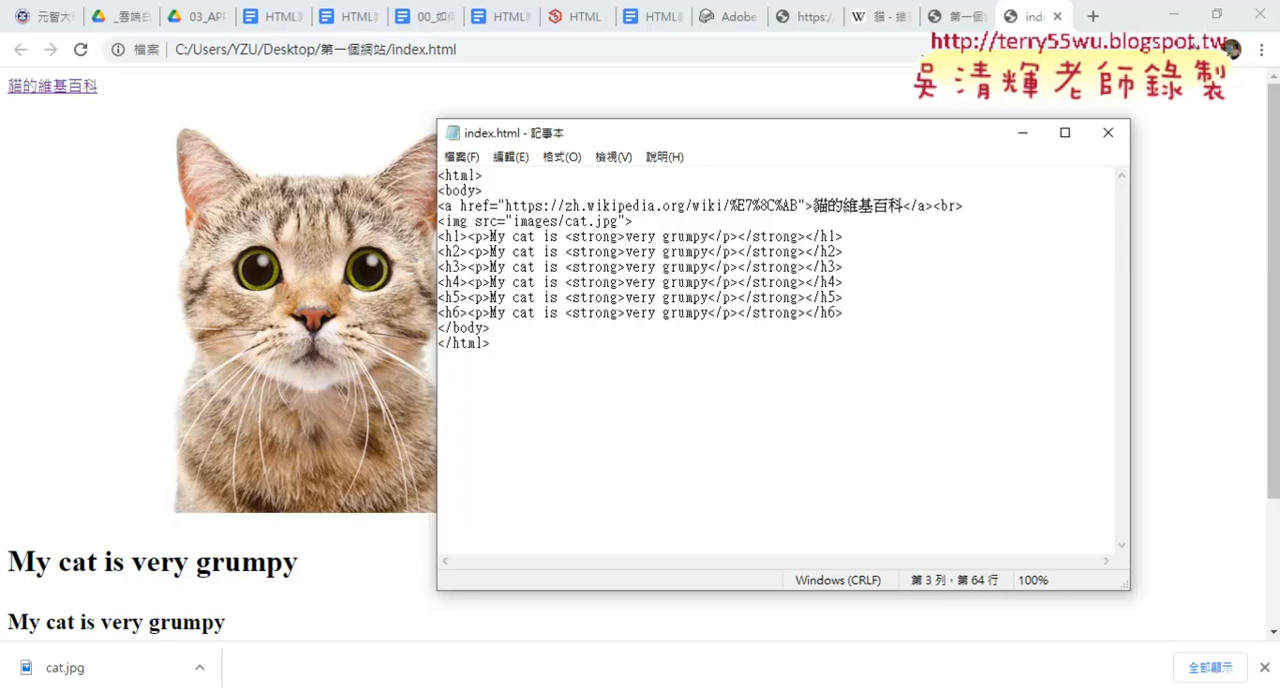 元智大
_雲端白
03_API
HTML
HTML
00_如
HTML
HTML
HTML
Adobe
https:/
貓 - 維
第一個
ind
檔案
C:/Users/YZU/Desktop/第一個網站/index.html
http://terry55wu.blogspot.tw
吳清輝老師錄製
貓的維基百科
index.html - 記事本
檔案(F) 編輯(E) 格式(O) 檢視(V) 說明(H)
<html>
<body>
<a href="https://zh.wikipedia.org/wiki/%E7%8C%AB">貓的維基百科</a><br>
<img src="images/cat.jpg">
<h1><p>My cat is <strong>very grumpy</p></strong></h1>
<h2><p>My cat is <strong>very grumpy</p></strong></h2>
<h3><p>My cat is <strong>very grumpy</p></strong></h3>
<h4><p>My cat is <strong>very grumpy</p></strong></h4>
<h5><p>My cat is <strong>very grumpy</p></strong></h5>
<h6><p>My cat is <strong>very grumpy</p></strong></h6>
</body>
</html>
Windows (CRLF)
第 3 列，第 64 行
100%
My cat is very grumpy
My cat is very grumpy
cat.jpg
全部顯示